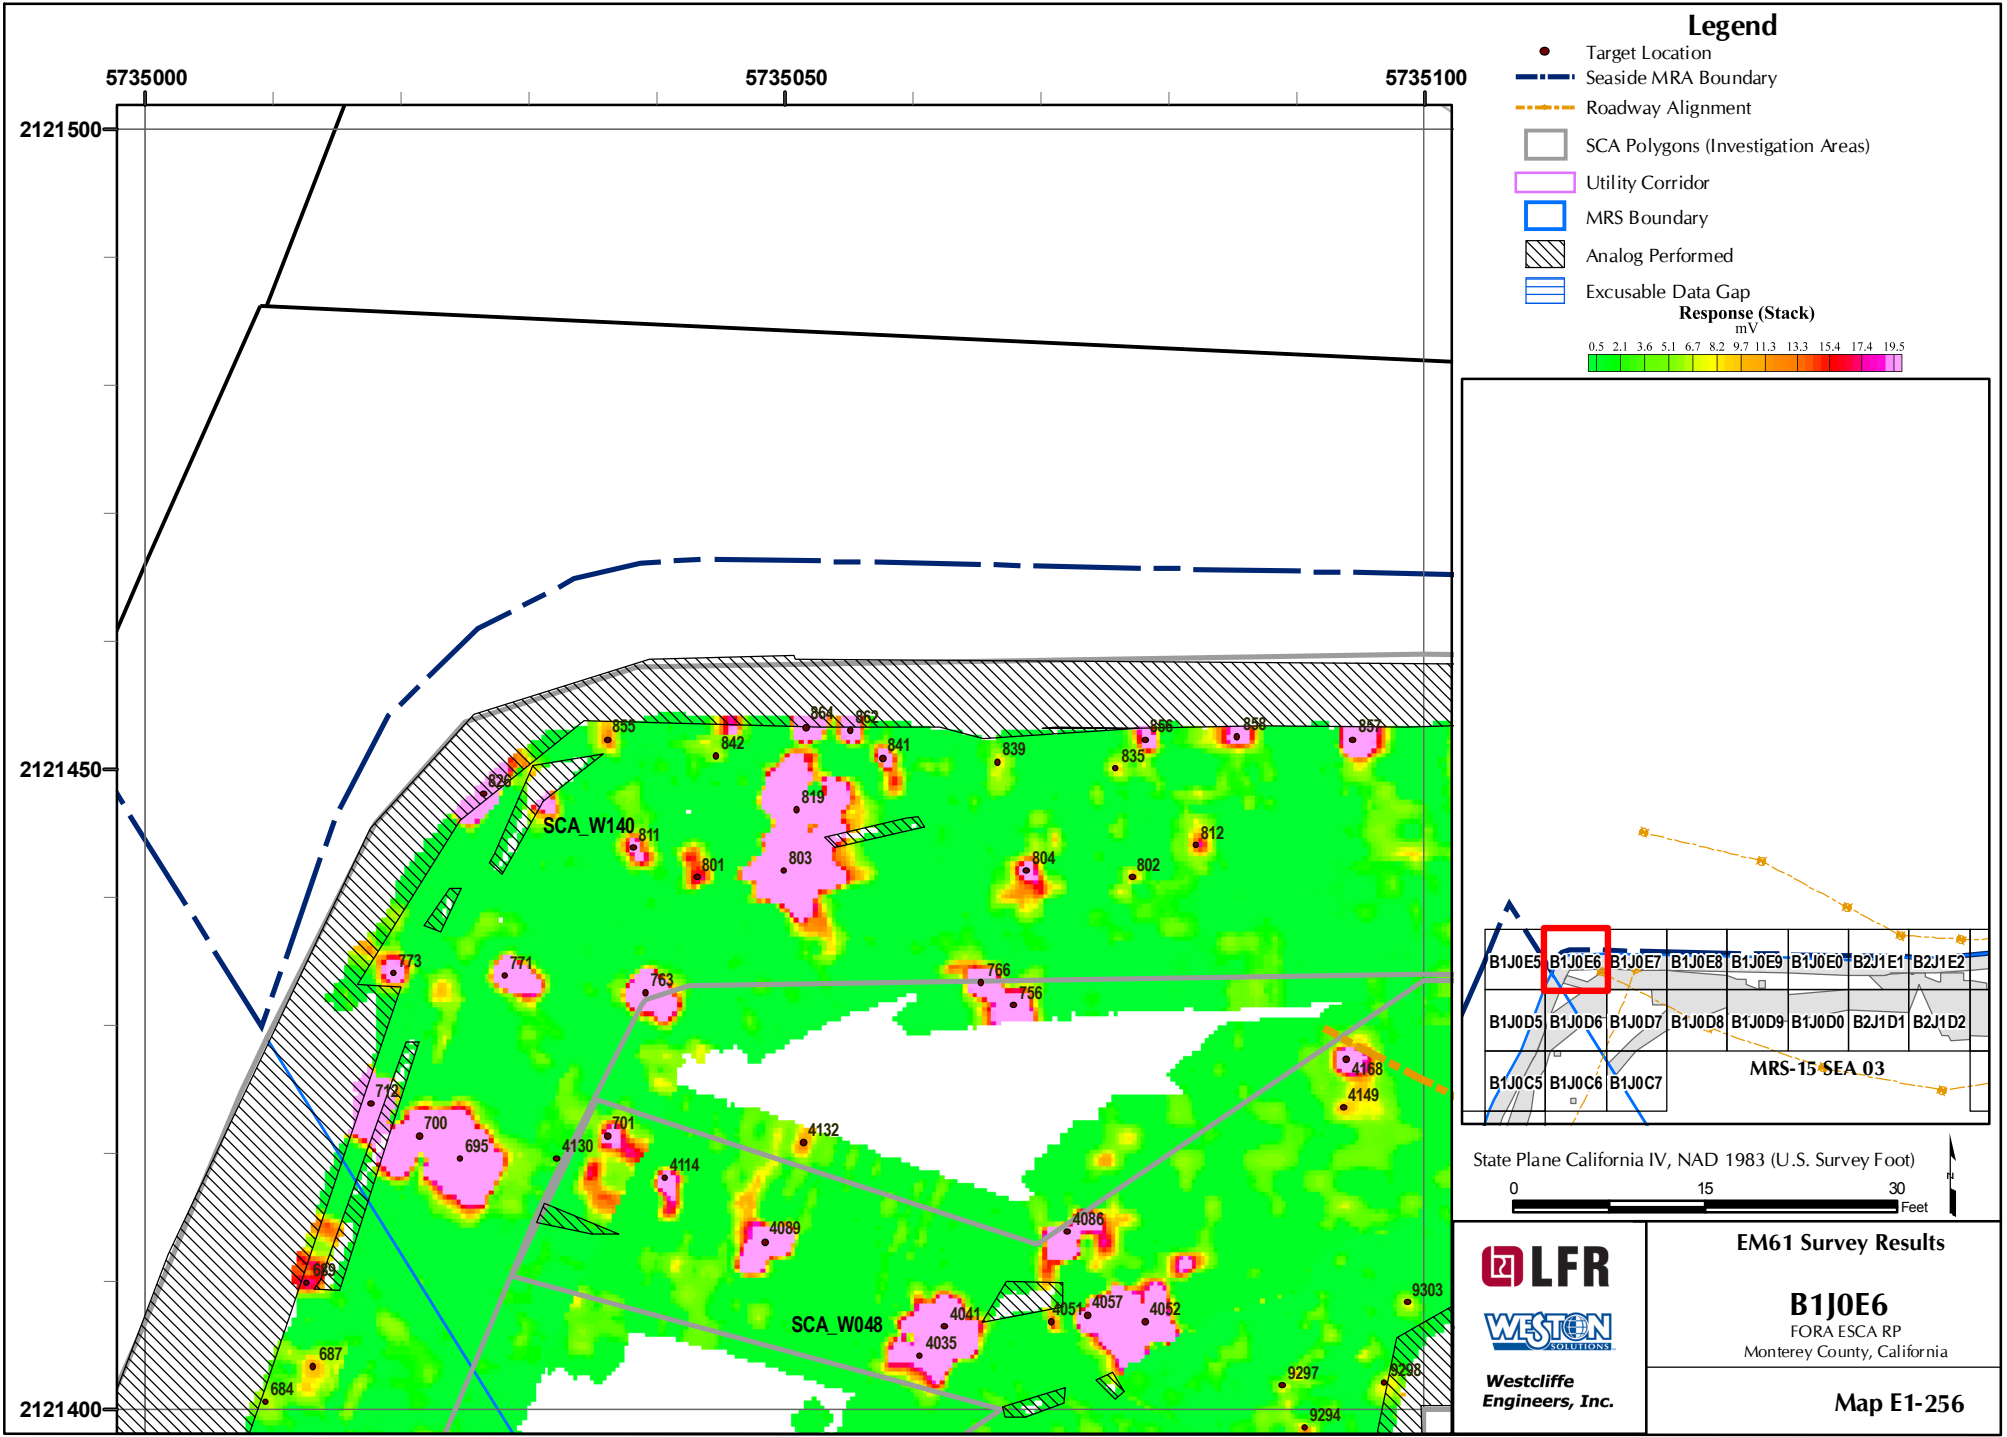 Legend
Target Location
Seaside MRA Boundary
Roadway Alignment
SCA Polygons (Investigation Areas)
Utility Corridor
MRS Boundary
Analog Performed
Excusable Data Gap
Response (Stack)
mV
0.5 2.1 3.6 5.1 6.7 8.2 9.7 11.3 13.3 15.4 17.4 19.5
5735000 5735050 5735100
2121500
2121450
2121400
855 842 864 862 841 839 835 856 858 857
826 819
SCA_W140
811 801 803 804 802 812
773 771 763 766 756
712 700 695 4130 701 4114 4132 4168 4149
689 4089 4086
SCA_W048
4041 4035 4051 4057 4052 9303
687 684 9297 9298 9294
B1J0E5 B1J0E6 B1J0E7 B1J0E8 B1J0E9 B1J0E0 B2J1E1 B2J1E2
B1J0D5 B1J0D6 B1J0D7 B1J0D8 B1J0D9 B1J0D0 B2J1D1 B2J1D2
B1J0C5 B1J0C6 B1J0C7
MRS-15 SEA 03
State Plane California IV, NAD 1983 (U.S. Survey Foot)
0 15 30
Feet
N
LFR
WESTON
SOLUTIONS
Westcliffe
Engineers, Inc.
EM61 Survey Results
B1J0E6
FORA ESCA RP
Monterey County, California
Map E1-256